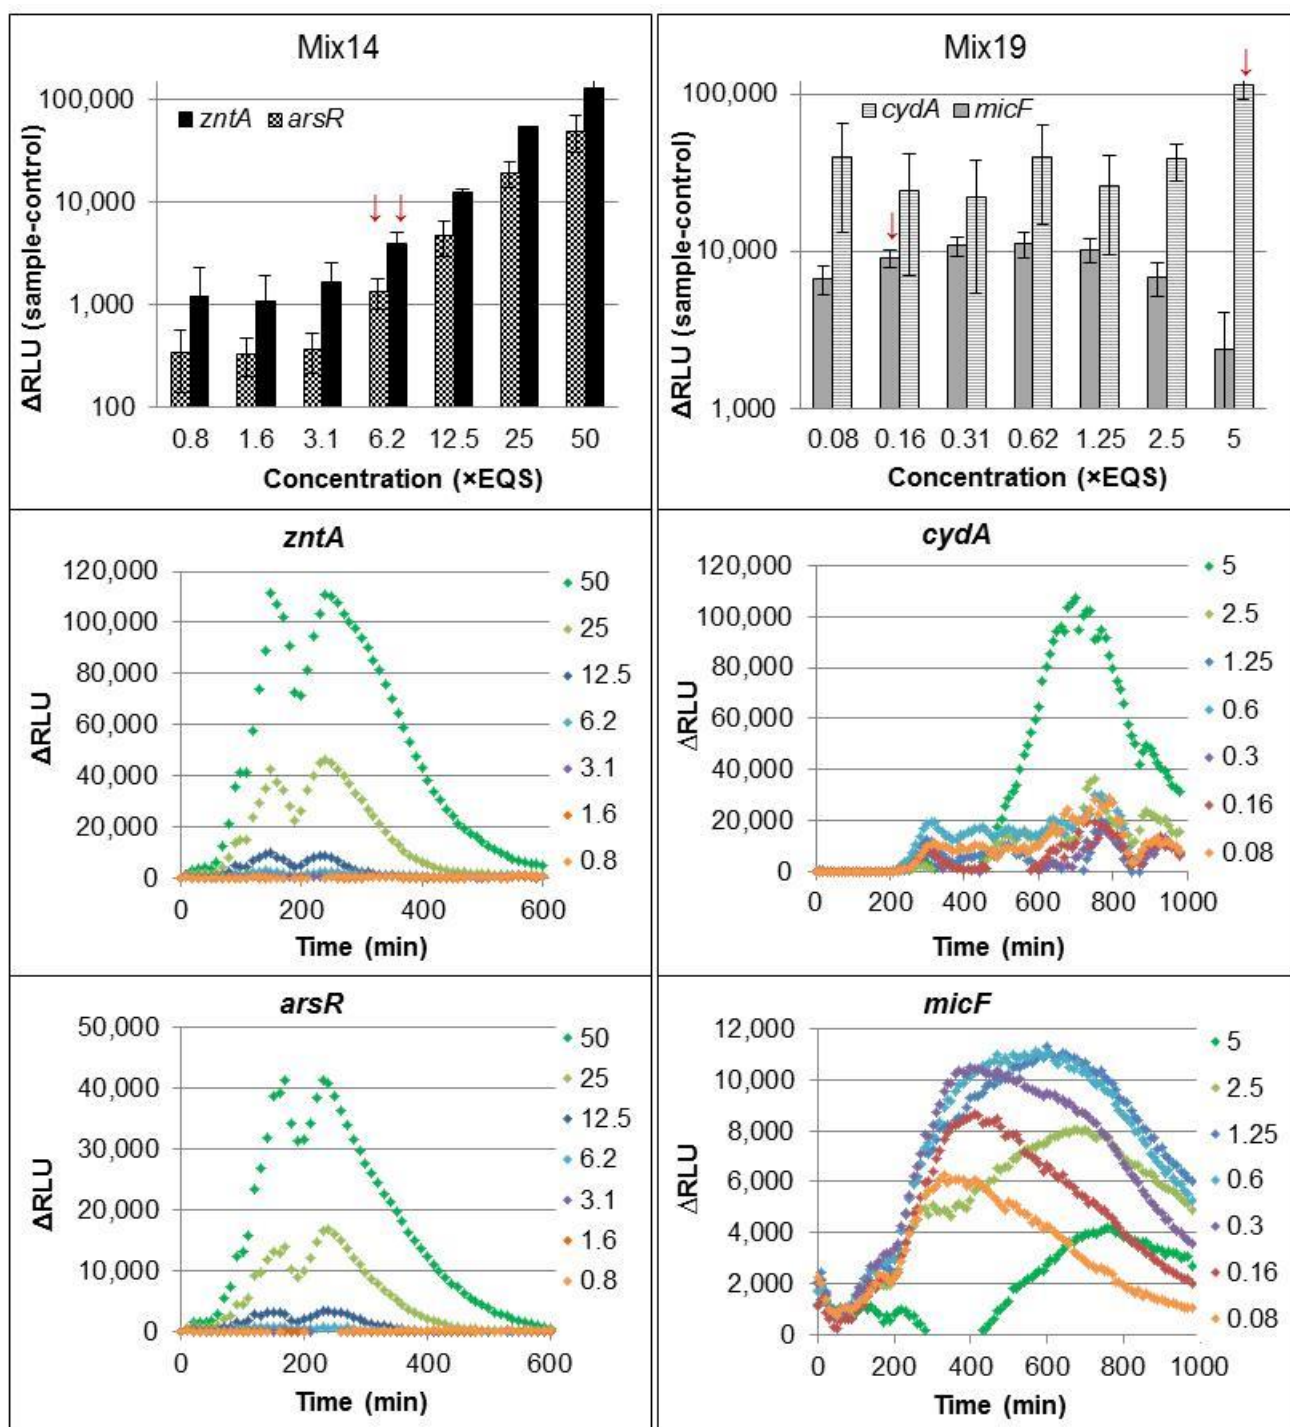 Mix14
ΔRLU (sample-control)
100,000
10,000
1,000
100
zntA arsR
↓ ↓
0.8 1.6 3.1 6.2 12.5 25 50
Concentration (×EQS)
Mix19
ΔRLU (sample-control)
100,000
10,000
1,000
cydA micF
↓
↓
0.08 0.16 0.31 0.62 1.25 2.5 5
Concentration (×EQS)
zntA
ΔRLU
120,000
100,000
80,000
60,000
40,000
20,000
0
0 200 400 600
Time (min)
50
25
12.5
6.2
3.1
1.6
0.8
cydA
ΔRLU
120,000
100,000
80,000
60,000
40,000
20,000
0
0 200 400 600 800 1000
Time (min)
5
2.5
1.25
0.6
0.3
0.16
0.08
arsR
ΔRLU
50,000
40,000
30,000
20,000
10,000
0
0 200 400 600
Time (min)
50
25
12.5
6.2
3.1
1.6
0.8
micF
ΔRLU
12,000
10,000
8,000
6,000
4,000
2,000
0
0 200 400 600 800 1000
Time (min)
5
2.5
1.25
0.6
0.3
0.16
0.08